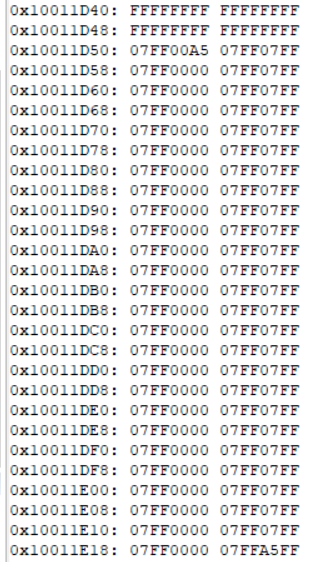 0x10011D40: FFFFFFFF FFFFFFFF
0x10011D48: FFFFFFFF FFFFFFFF
0x10011D50: 07FF00A5 07FF07FF
0x10011D58: 07FF0000 07FF07FF
0x10011D60: 07FF0000 07FF07FF
0x10011D68: 07FF0000 07FF07FF
0x10011D70: 07FF0000 07FF07FF
0x10011D78: 07FF0000 07FF07FF
0x10011D80: 07FF0000 07FF07FF
0x10011D88: 07FF0000 07FF07FF
0x10011D90: 07FF0000 07FF07FF
0x10011D98: 07FF0000 07FF07FF
0x10011DA0: 07FF0000 07FF07FF
0x10011DA8: 07FF0000 07FF07FF
0x10011DB0: 07FF0000 07FF07FF
0x10011DB8: 07FF0000 07FF07FF
0x10011DC0: 07FF0000 07FF07FF
0x10011DC8: 07FF0000 07FF07FF
0x10011DD0: 07FF0000 07FF07FF
0x10011DD8: 07FF0000 07FF07FF
0x10011DE0: 07FF0000 07FF07FF
0x10011DE8: 07FF0000 07FF07FF
0x10011DF0: 07FF0000 07FF07FF
0x10011DF8: 07FF0000 07FF07FF
0x10011E00: 07FF0000 07FF07FF
0x10011E08: 07FF0000 07FF07FF
0x10011E10: 07FF0000 07FF07FF
0x10011E18: 07FF0000 07FFA5FF